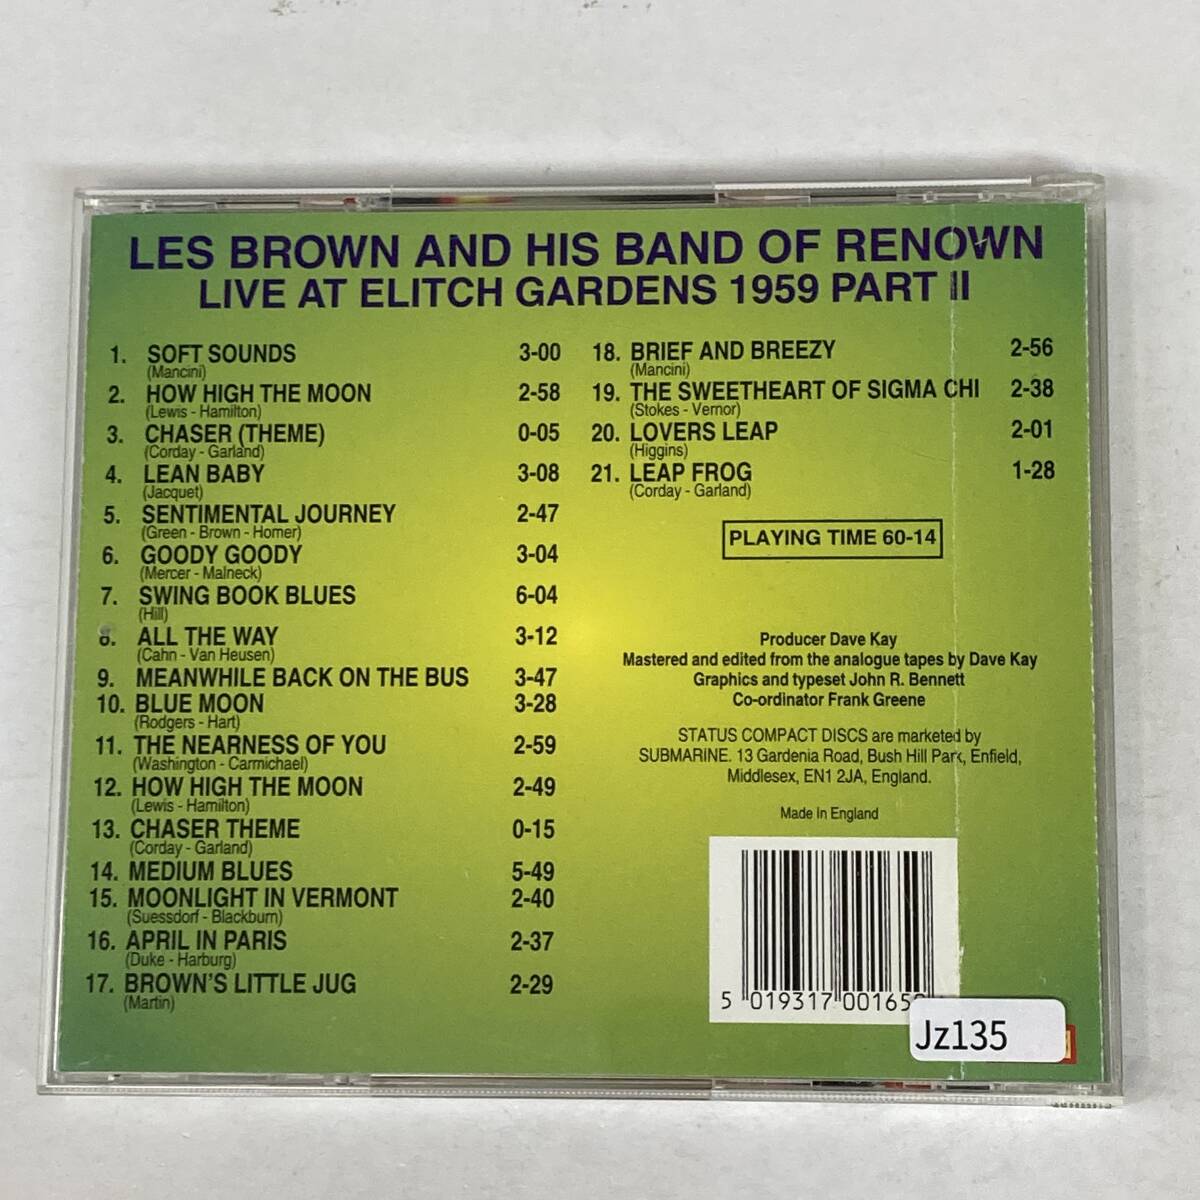 LES BROWN AND HIS BAND OF RENOWN
LIVE AT ELITCH GARDENS 1959 PART II
1. SOFT SOUNDS 3-00
(Mancini)
2. HOW HIGH THE MOON 2-58
(Lewis - Hamilton)
3. CHASER (THEME) 0-05
(Corday - Garland)
4. LEAN BABY 3-08
(Jacquet)
5. SENTIMENTAL JOURNEY 2-47
(Green - Brown - Homer)
6. GOODY GOODY 3-04
(Mercer - Malneck)
7. SWING BOOK BLUES 6-04
(Hill)
8. ALL THE WAY 3-12
(Cahn - Van Heusen)
9. MEANWHILE BACK ON THE BUS 3-47
10. BLUE MOON 3-28
(Rodgers - Hart)
11. THE NEARNESS OF YOU 2-59
(Washington - Carmichael)
12. HOW HIGH THE MOON 2-49
(Lewis - Hamilton)
13. CHASER THEME 0-15
(Corday - Garland)
14. MEDIUM BLUES 5-49
15. MOONLIGHT IN VERMONT 2-40
(Suessdorf - Blackburn)
16. APRIL IN PARIS 2-37
(Duke - Harburg)
17. BROWN'S LITTLE JUG 2-29
(Martin)
18. BRIEF AND BREEZY 2-56
(Mancini)
19. THE SWEETHEART OF SIGMA CHI 2-38
(Stokes - Vernor)
20. LOVERS LEAP 2-01
(Higgins)
21. LEAP FROG 1-28
(Corday - Garland)
PLAYING TIME 60-14
Producer Dave Kay
Mastered and edited from the analogue tapes by Dave Kay
Graphics and typeset John R. Bennett
Co-ordinator Frank Greene
STATUS COMPACT DISCS are marketed by
SUBMARINE. 13 Gardenia Road, Bush Hill Park, Enfield,
Middlesex, EN1 2JA, England.
Made in England
5 019317 00165
Jz135